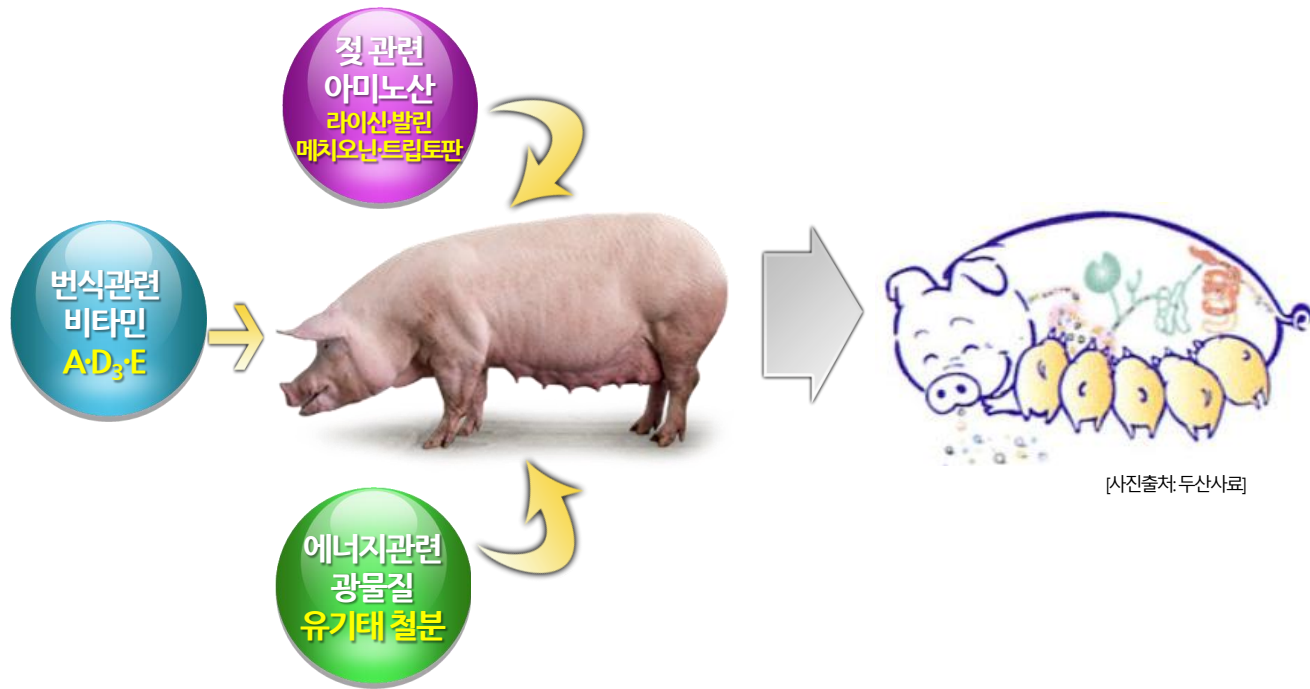 젖 관련
아미노산
라이신·발린
메치오닌·트립토판
번식관련
비타민
A·D₃·E
에너지관련
광물질
유기태 철분
[사진출처: 두산사료]